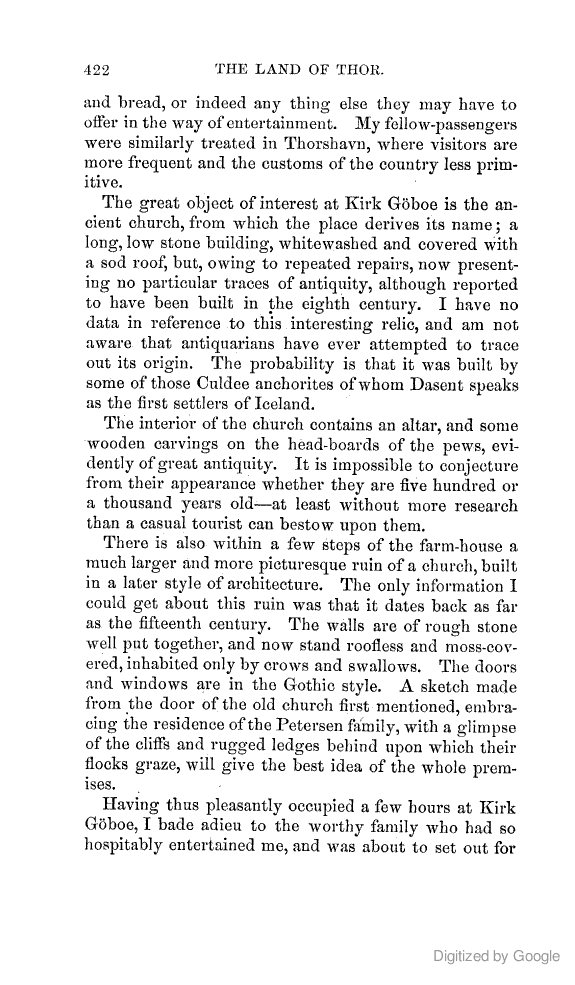 422 THE LAND OF THOR.
and bread, or indeed any thing else they may have to
offer in the way of entertainment. My fellow-passengers
were similarly treated in Thorshavn, where visitors are
more frequent and the customs of the country less prim-
itive.
The great object of interest at Kirk Göboe is the an-
cient church, from which the place derives its name; a
long, low stone building, whitewashed and covered with
a sod roof, but, owing to repeated repairs, now present-
ing no particular traces of antiquity, although reported
to have been built in the eighth century. I have no
data in reference to this interesting relic, and am not
aware that antiquarians have ever attempted to trace
out its origin. The probability is that it was built by
some of those Culdee anchorites of whom Dasent speaks
as the first settlers of Iceland.
The interior of the church contains an altar, and some
wooden carvings on the head-boards of the pews, evi-
dently of great antiquity. It is impossible to conjecture
from their appearance whether they are five hundred or
a thousand years old—at least without more research
than a casual tourist can bestow upon them.
There is also within a few steps of the farm-house a
much larger and more picturesque ruin of a church, built
in a later style of architecture. The only information I
could get about this ruin was that it dates back as far
as the fifteenth century. The walls are of rough stone
well put together, and now stand roofless and moss-cov-
ered, inhabited only by crows and swallows. The doors
and windows are in the Gothic style. A sketch made
from the door of the old church first mentioned, embra-
cing the residence of the Petersen family, with a glimpse
of the cliffs and rugged ledges behind upon which their
flocks graze, will give the best idea of the whole prem-
ises.
Having thus pleasantly occupied a few hours at Kirk
Göboe, I bade adieu to the worthy family who had so
hospitably entertained me, and was about to set out for
Digitized by Google